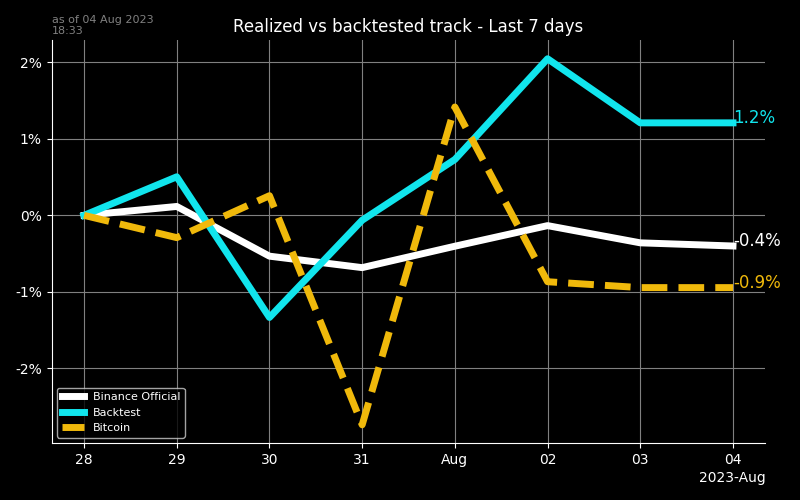 as of 04 Aug 2023
18:33
Realized vs backtested track - Last 7 days
2%
1%
0%
-1%
-2%
1.2%
-0.4%
-0.9%
Binance Official
Backtest
Bitcoin
28 29 30 31 Aug 02 03 04
2023-Aug